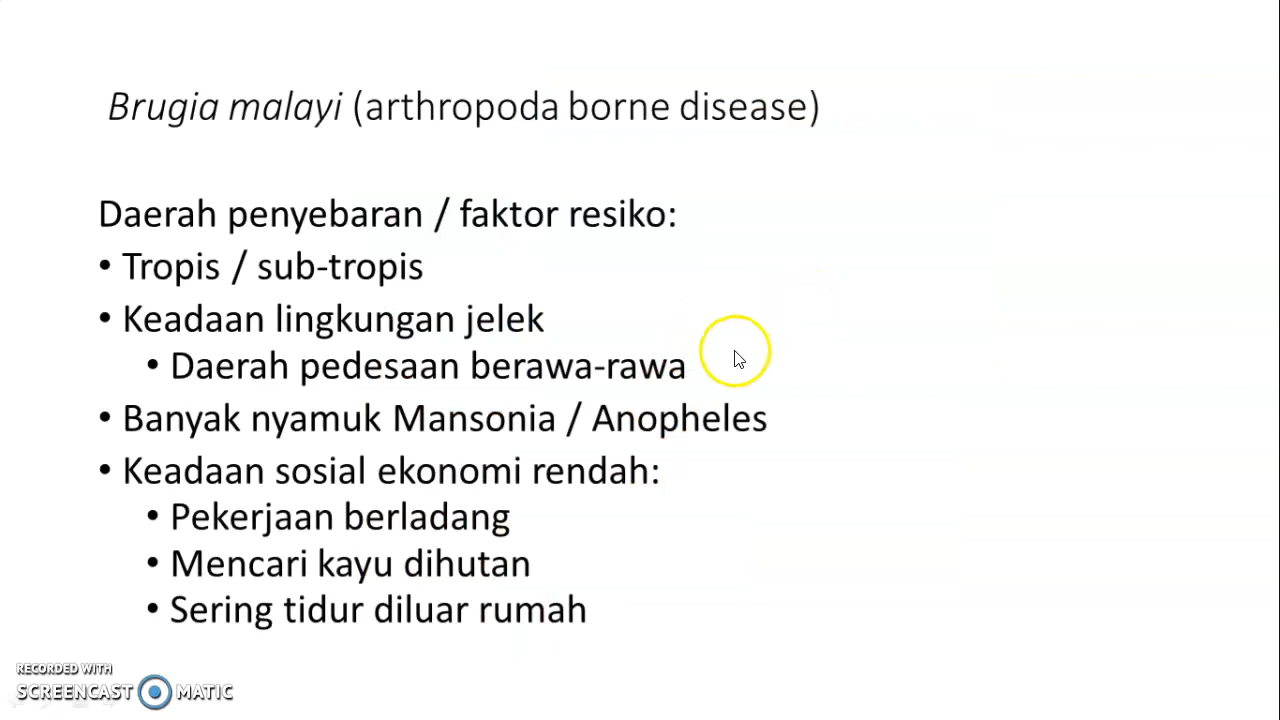 Brugia malayi (arthropoda borne disease)
Daerah penyebaran / faktor resiko:
• Tropis / sub-tropis
• Keadaan lingkungan jelek
• Daerah pedesaan berawa-rawa
• Banyak nyamuk Mansonia / Anopheles
• Keadaan sosial ekonomi rendah:
• Pekerjaan berladang
• Mencari kayu dihutan
• Sering tidur diluar rumah
RECORDED WITH
SCREENCAST MATIC